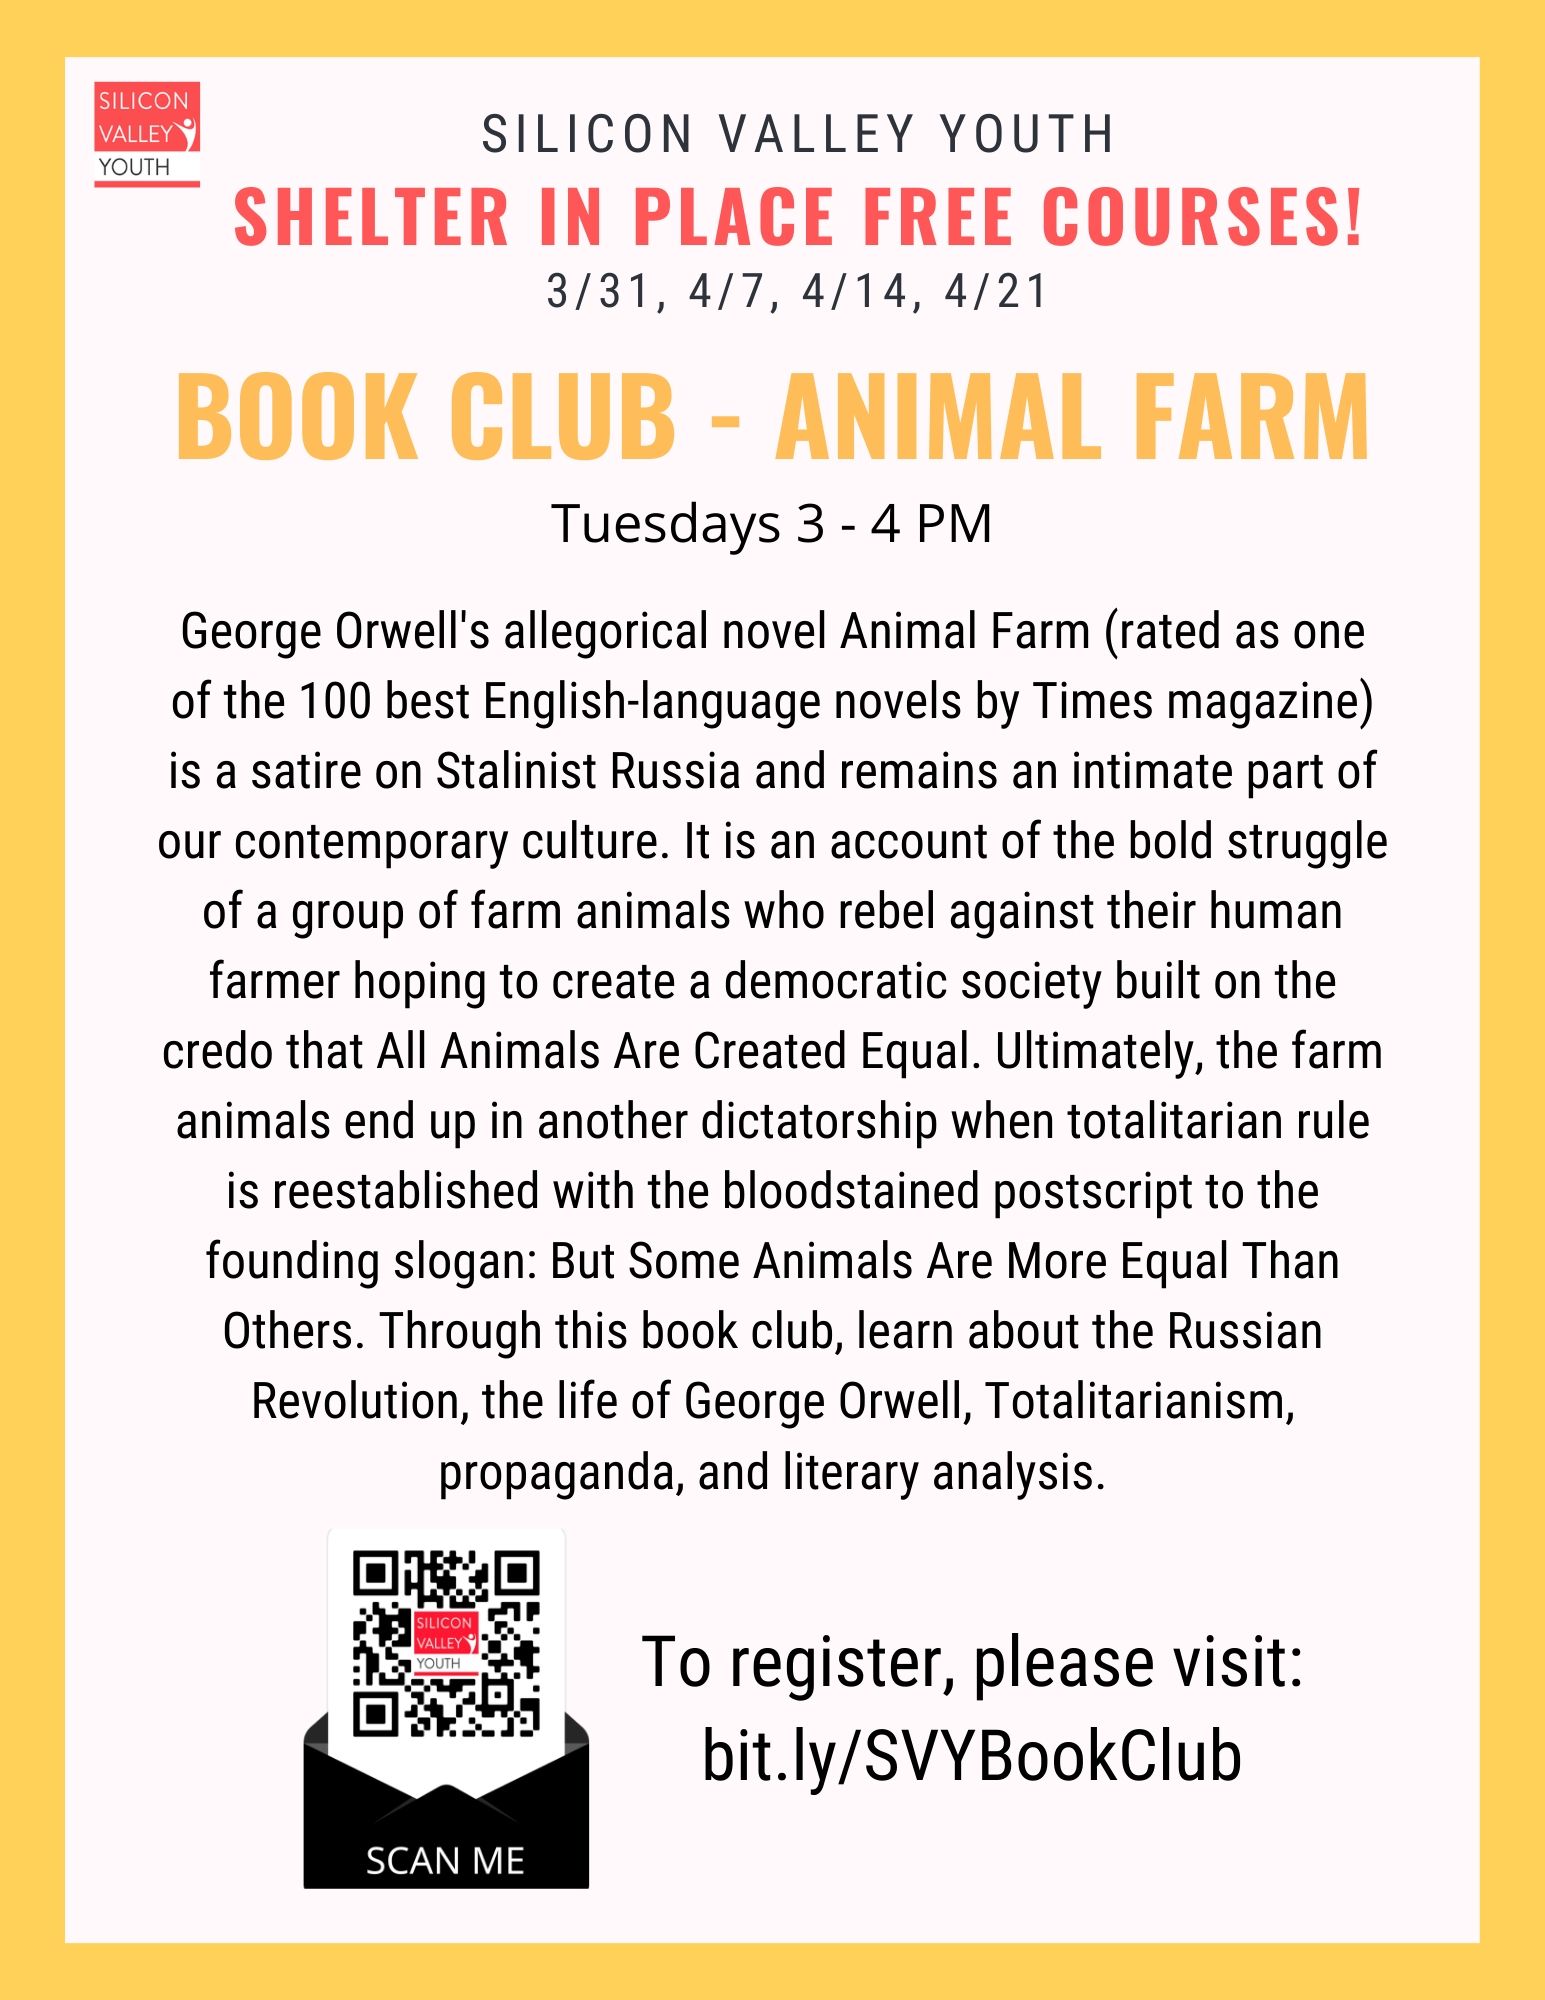 SILICON
VALLEY
YOUTH
SILICON VALLEY YOUTH
SHELTER IN PLACE FREE COURSES!
3/31, 4/7, 4/14, 4/21
BOOK CLUB - ANIMAL FARM
Tuesdays 3 - 4 PM
George Orwell's allegorical novel Animal Farm (rated as one
of the 100 best English-language novels by Times magazine)
is a satire on Stalinist Russia and remains an intimate part of
our contemporary culture. It is an account of the bold struggle
of a group of farm animals who rebel against their human
farmer hoping to create a democratic society built on the
credo that All Animals Are Created Equal. Ultimately, the farm
animals end up in another dictatorship when totalitarian rule
is reestablished with the bloodstained postscript to the
founding slogan: But Some Animals Are More Equal Than
Others. Through this book club, learn about the Russian
Revolution, the life of George Orwell, Totalitarianism,
propaganda, and literary analysis.
SILICON
VALLEY
YOUTH
SCAN ME
To register, please visit:
bit.ly/SVYBookClub